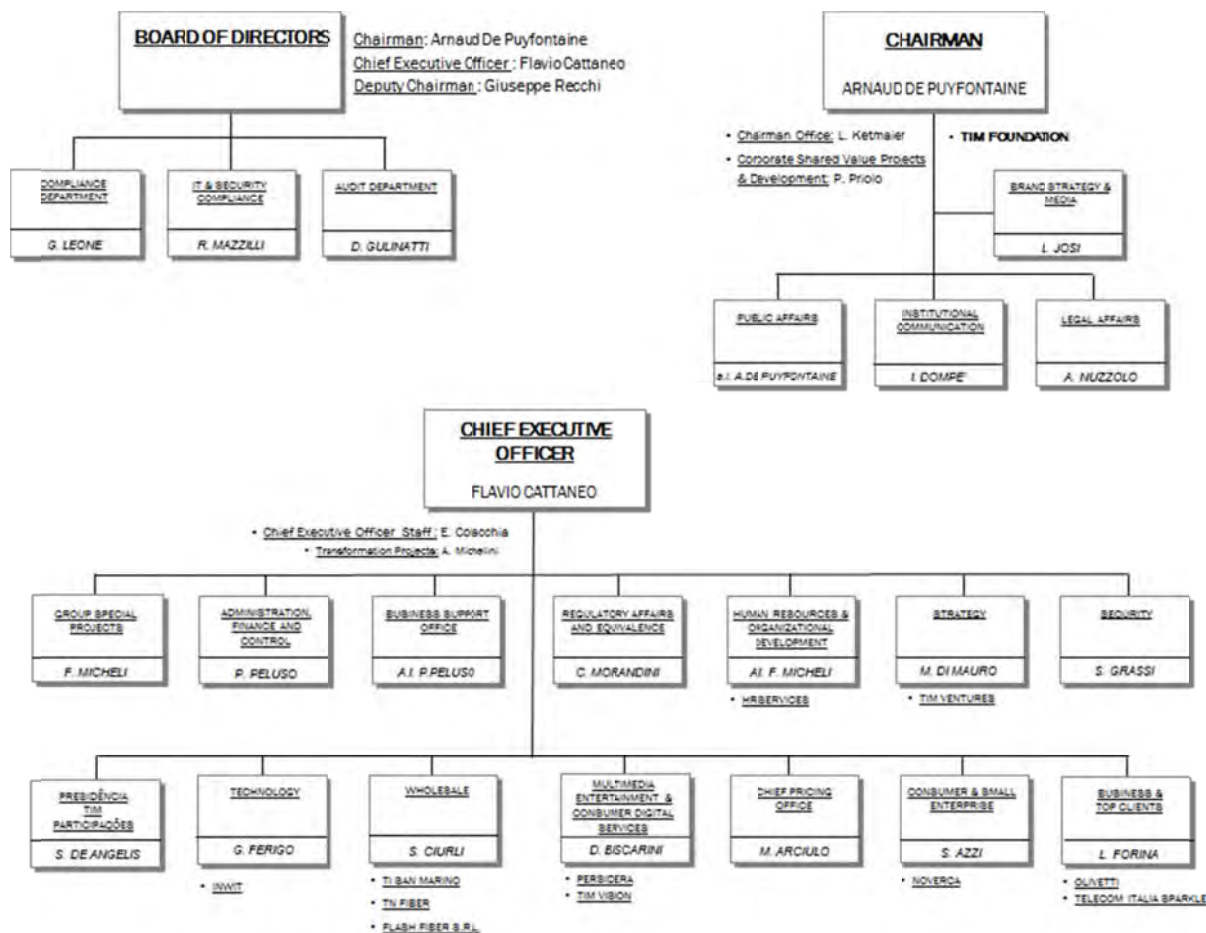 BOARD OF DIRECTORS
Chairman: Arnaud De Puyfontaine
Chief Executive Officer : Flavio Cattaneo
Deputy Chairman : Giuseppe Recchi
COMPLIANCE
DEPARTMENT
G. LEONE
IT & SECURITY
COMPLIANCE
R. MAZZILLI
AUDIT DEPARTMENT
D. GULINATTI
CHAIRMAN
ARNAUD DE PUYFONTAINE
• Chairman Office: L. Ketmaier
• Corporate Shared Value Projects
& Development: P. Priolo
• TIM FOUNDATION
BRAND STRATEGY &
MEDIA
L. JOSI
PUBLIC AFFAIRS
a.i. A.DE PUYFONTAINE
INSTITUTIONAL
COMMUNICATION
I. DOMPE'
LEGAL AFFAIRS
A. NUZZOLO
CHIEF EXECUTIVE
OFFICER
FLAVIO CATTANEO
• Chief Executive Officer Staff : E. Colacchia
• Transformation Projects: A. Michelini
GROUP SPECIAL
PROJECTS
F. MICHELI
ADMINISTRATION,
FINANCE AND
CONTROL
P. PELUSO
BUSINESS SUPPORT
OFFICE
A.I. P.PELUSO
REGULATORY AFFAIRS
AND EQUIVALENCE
C. MORANDINI
HUMAN RESOURCES &
ORGANIZATIONAL
DEVELOPMENT
AI. F. MICHELI
• HR SERVICES
STRATEGY
M. DI MAURO
• TIM VENTURES
SECURITY
S. GRASSI
PRESIDÊNCIA
TIM
PARTICIPAÇÕES
S. DE ANGELIS
TECHNOLOGY
G. FERIGO
• INWIT
WHOLESALE
S. CIURLI
• TI SAN MARINO
• TN FIBER
• FLASH FIBER S.R.L.
MULTIMEDIA
ENTERTAINMENT &
CONSUMER DIGITAL
SERVICES
D. BISCARINI
• PERSIDERA
• TIM VISION
CHIEF PRICING
OFFICE
M. ARCIULO
CONSUMER & SMALL
ENTERPRISE
S. AZZI
• NOVERCA
BUSINESS &
TOP CLIENTS
L. FORINA
• OLIVETTI
• TELECOM ITALIA SPARKLE